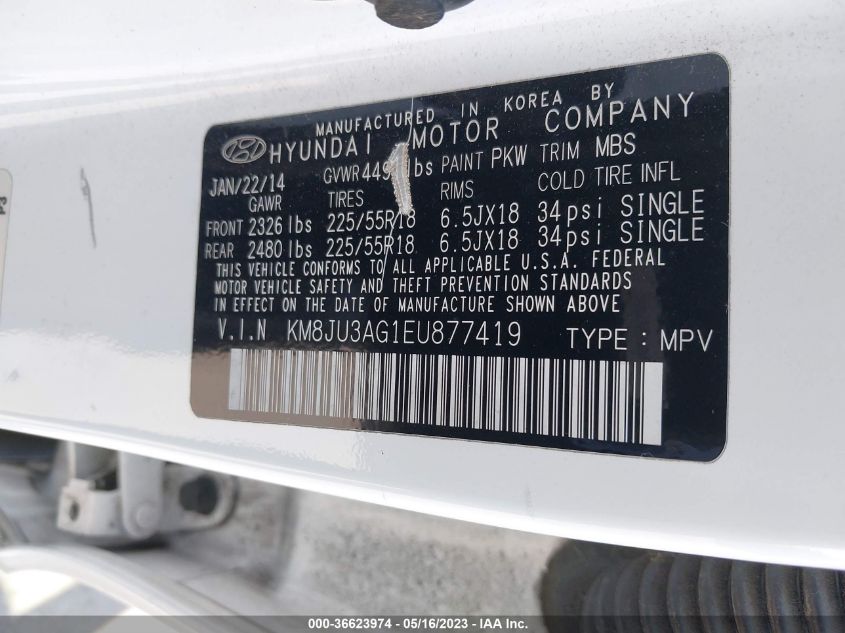 MANUFACTURED IN KOREA BY
HYUNDAI MOTOR COMPANY
JAN/22/14 GVWR lbs PAINT PKW TRIM MBS
GAWR TIRES RIMS COLD TIRE INFL
FRONT 2326 lbs 225/55R18 6.5JX18 34psi SINGLE
REAR 2480 lbs 225/55R18 6.5JX18 34psi SINGLE
THIS VEHICLE CONFORMS TO ALL APPLICABLE U.S.A. FEDERAL
MOTOR VEHICLE SAFETY AND THEFT PREVENTION STANDARDS
IN EFFECT ON THE DATE OF MANUFACTURE SHOWN ABOVE
V.I.N KM8JU3AG1EU877419 TYPE : MPV
000-36623974 - 05/16/2023 - IAAI, Inc.